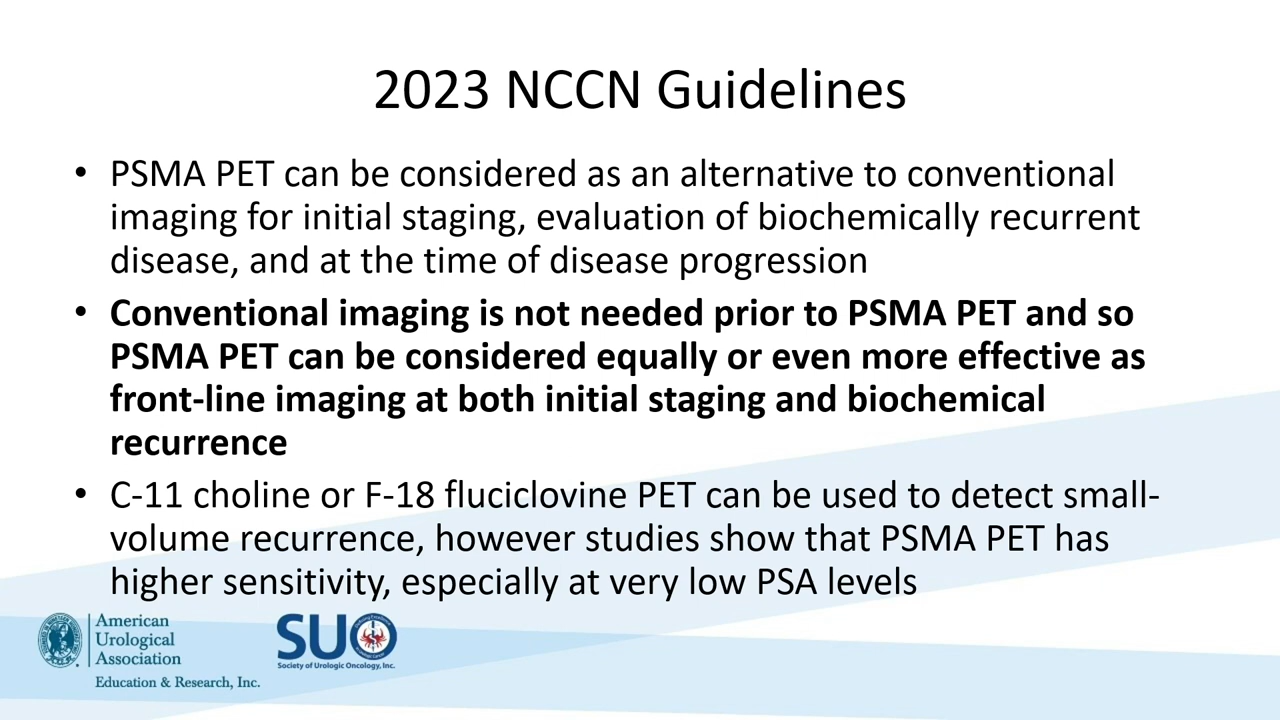 2023 NCCN Guidelines
• PSMA PET can be considered as an alternative to conventional
imaging for initial staging, evaluation of biochemically recurrent
disease, and at the time of disease progression
• Conventional imaging is not needed prior to PSMA PET and so
PSMA PET can be considered equally or even more effective as
front-line imaging at both initial staging and biochemical
recurrence
• C-11 choline or F-18 fluciclovine PET can be used to detect small-
volume recurrence, however studies show that PSMA PET has
higher sensitivity, especially at very low PSA levels
American
Urological
Association
Education & Research, Inc.
SUO
Society of Urologic Oncology, Inc.